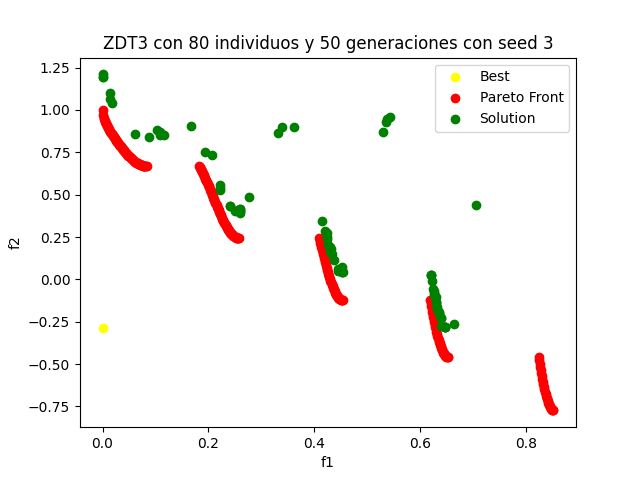 ZDT3 con 80 individuos y 50 generaciones con seed 3
Best
Pareto Front
Solution
1.25
1.00
0.75
0.50
0.25
0.00
−0.25
−0.50
−0.75
f2
0.0
0.2
0.4
0.6
0.8
f1